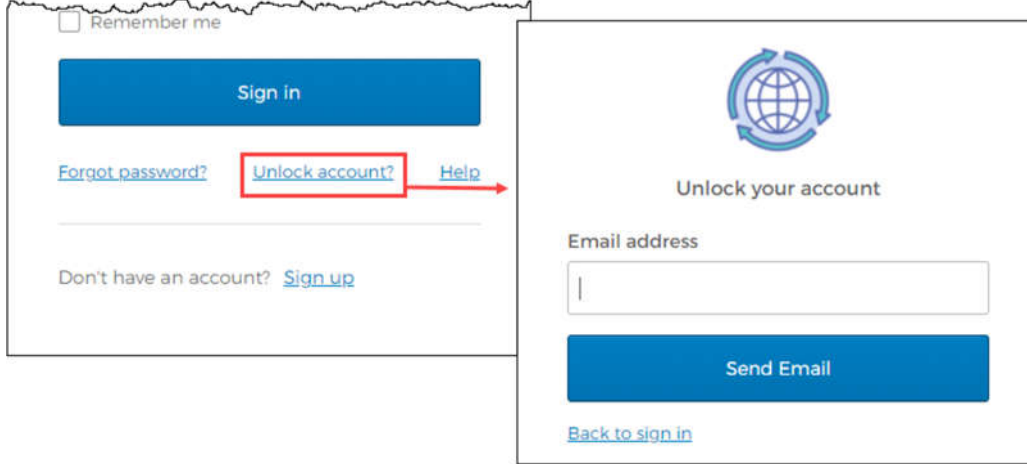 Remember me
Sign in
Forgot password? Unlock account? Help
Don't have an account? Sign up
Unlock your account
Email address
Send Email
Back to sign in